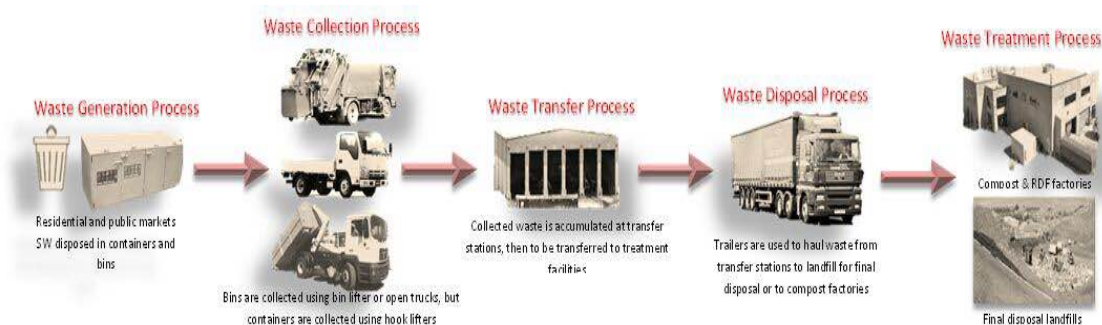 Waste Generation Process
Residential and public markets
SW disposed in containers and
bins
Waste Collection Process
Bins are collected using bin lifter or open trucks, but
containers are collected using hook lifters
Waste Transfer Process
Collected waste is accumulated at transfer
stations, then to be transferred to treatment
facilities
Waste Disposal Process
Trailers are used to haul waste from
transfer stations to landfill for final
disposal or to compost factories
Waste Treatment Process
Compost & RDF factories
Final disposal landfills